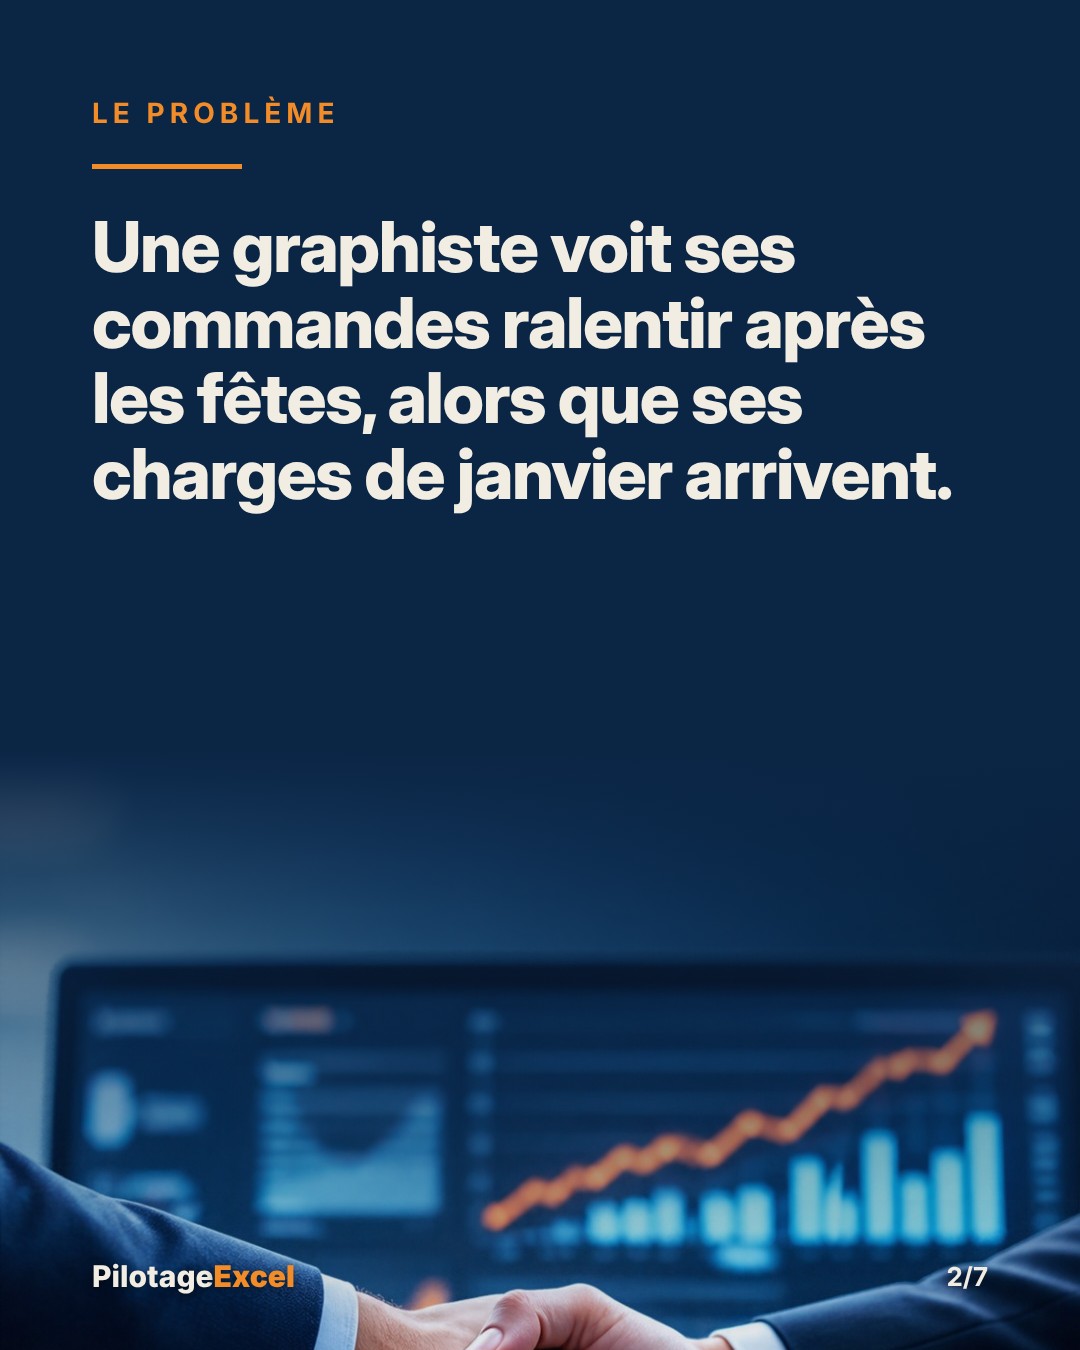 LE PROBLÈME
Une graphiste voit ses
commandes ralentir après
les fêtes, alors que ses
charges de janvier arrivent.
PilotageExcel
2/7